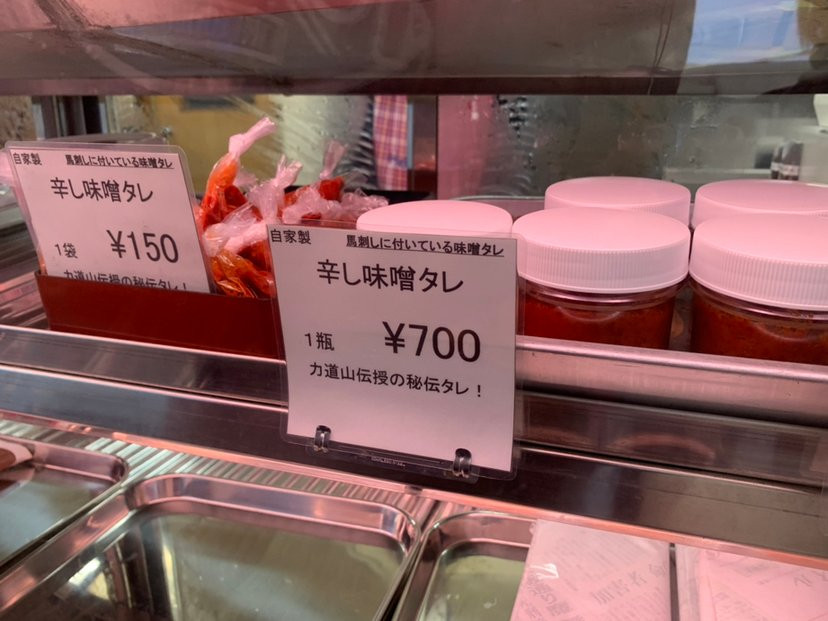 自家製
馬刺しに付いている味噌タレ
辛し味噌タレ
1袋
¥150
力道山伝授の秘伝タレ!
自家製
馬刺しに付いている味噌タレ
辛し味噌タレ
1瓶
¥700
力道山伝授の秘伝タレ!